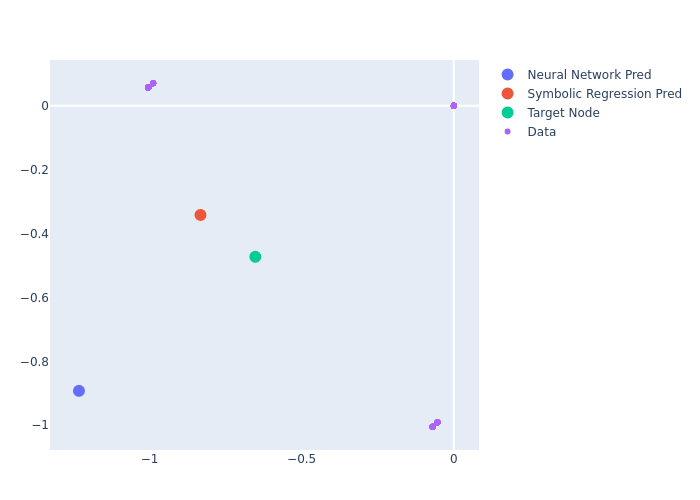 Neural Network Pred
Symbolic Regression Pred
Target Node
Data
0
−0.2
−0.4
−0.6
−0.8
−1
−1
−0.5
0